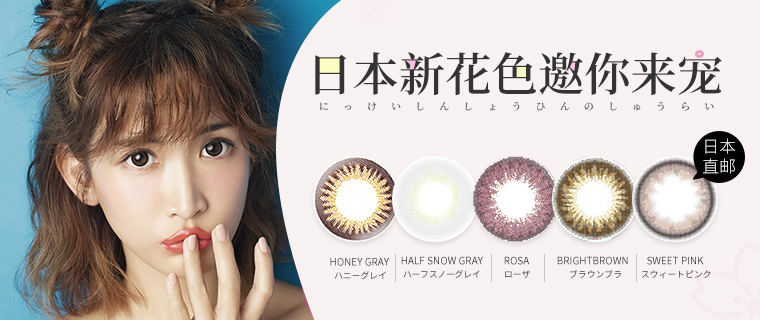 日本新花色邀你来宠
にっけいしんしょうひんのしゅうらい
日本
直邮
HONEY GRAY
ハニーグレイ
HALF SNOW GRAY
ハーフスノーグレイ
ROSA
ローザ
BRIGHTBROWN
ブラウンブラ
SWEET PINK
スウィートピンク